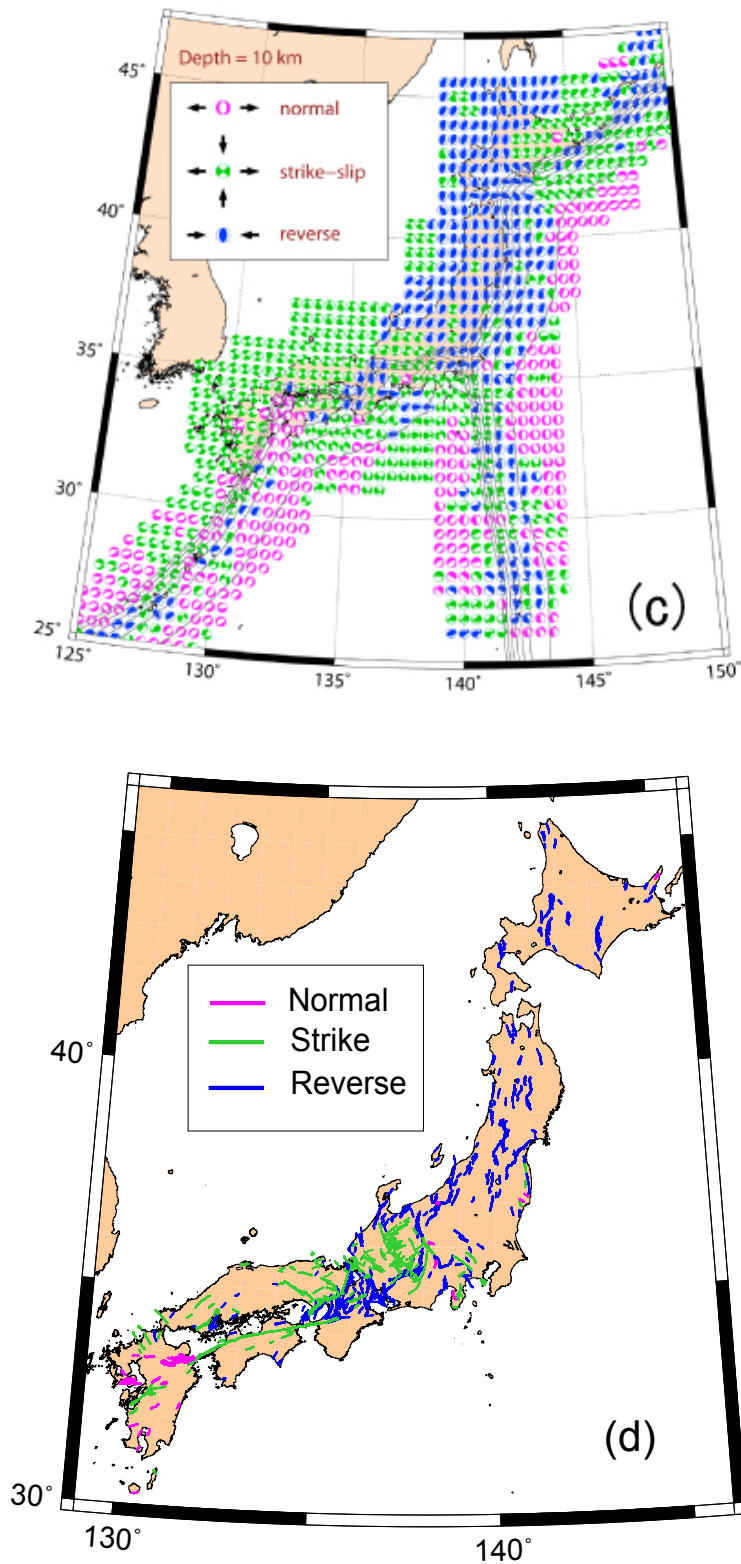 45°
Depth = 10 km
normal
strike-slip
reverse
40°
35°
30°
25°
(c)
125°
130°
135°
140°
145°
150°
Normal
Strike
Reverse
40°
(d)
30°
130°
140°